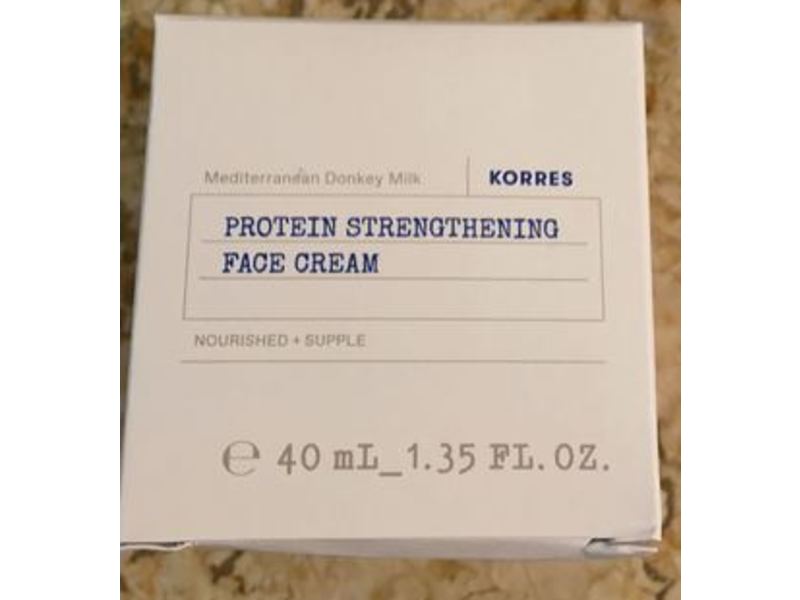 Mediterranean Donkey Milk KORRES
PROTEIN STRENGTHENING
FACE CREAM
NOURISHED + SUPPLE
℮ 40 mL_1.35 FL. OZ.